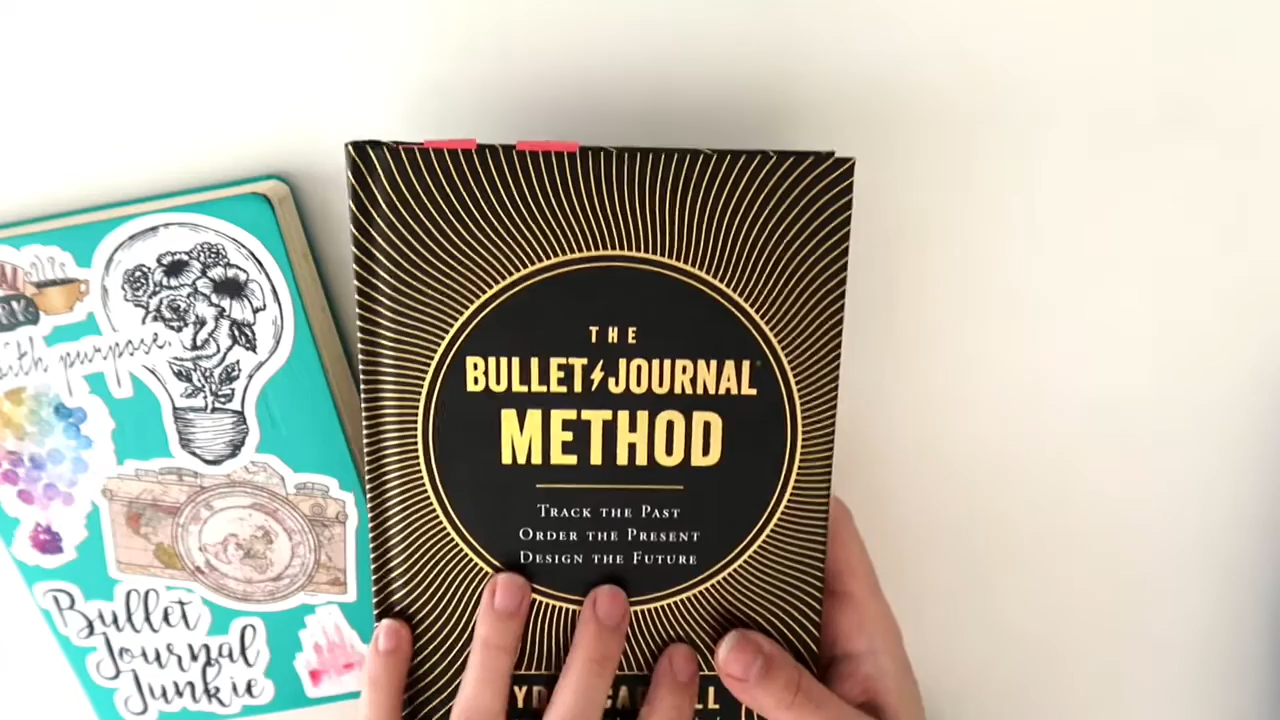 THE
BULLET⚡JOURNAL®
METHOD
TRACK THE PAST
ORDER THE PRESENT
DESIGN THE FUTURE
with purpose.
Bullet
Journal
Junkie